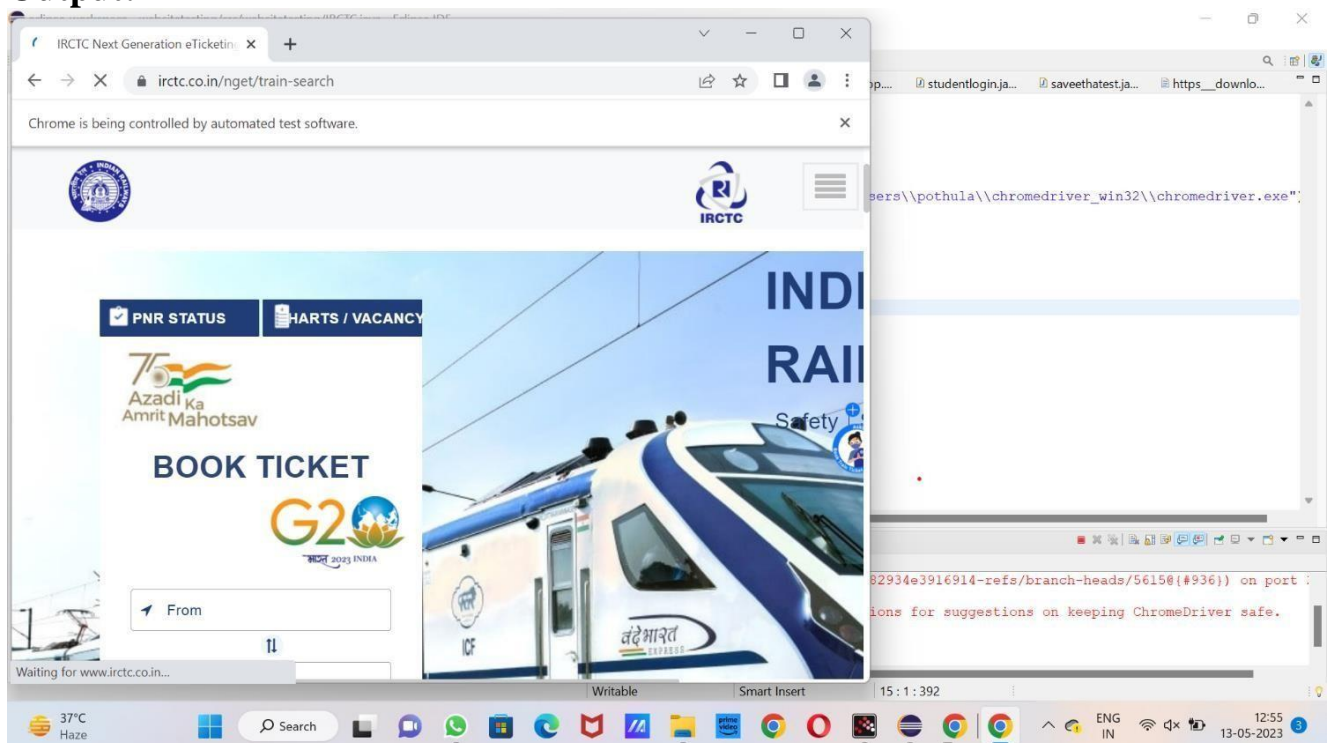 IRCTC Next Generation eTicketin
irctc.co.in/nget/train-search
Chrome is being controlled by automated test software.
studentlogin.ja...
saveethatest.ja...
https__downlo...
sers\\pothula\\chromedriver_win32\\chromedriver.exe"
IRCTC
PNR STATUS
HARTS / VACANCY
INDI
RAI
75
Azadi Ka
Amrit Mahotsav
Safety
BOOK TICKET
G20
भारत 2023 INDIA
From
ICF
वंदे भारत
EXPRESS
Waiting for www.irctc.co.in...
82934e3916914-refs/branch-heads/5615@{#936}) on port
ions for suggestions on keeping ChromeDriver safe.
Writable
Smart Insert
15 : 1 : 392
37°C
Haze
Search
prime video
ENG
IN
12:55
13-05-2023
3